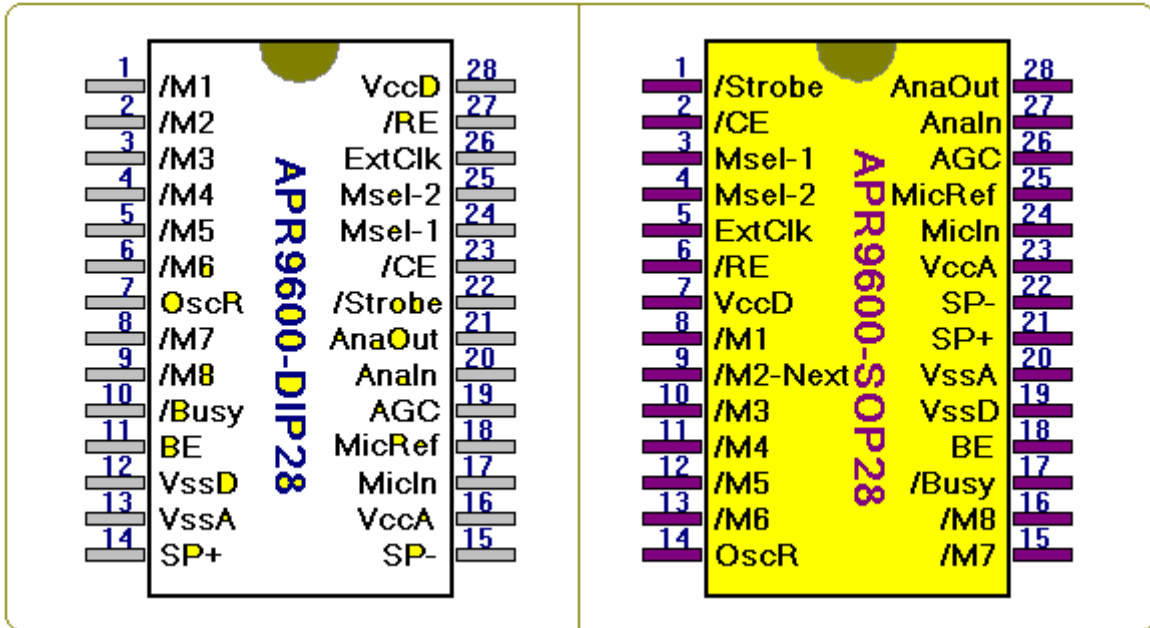 1 /M1 VccD 28
2 /M2 /RE 27
3 /M3 ExtClk 26
4 /M4 Msel-2 25
5 /M5 Msel-1 24
6 /M6 /CE 23
7 OscR /Strobe 22
8 /M7 AnaOut 21
9 /M8 AnaIn 20
10 /Busy AGC 19
11 BE MicRef 18
12 VssD MicIn 17
13 VssA VccA 16
14 SP+ SP- 15
APR9600-DIP28
1 /Strobe AnaOut 28
2 /CE AnaIn 27
3 Msel-1 AGC 26
4 Msel-2 MicRef 25
5 ExtClk MicIn 24
6 /RE VccA 23
7 VccD SP- 22
8 /M1 SP+ 21
9 /M2-Next VssA 20
10 /M3 VssD 19
11 /M4 BE 18
12 /M5 /Busy 17
13 /M6 /M8 16
14 OscR /M7 15
APR9600-SOP28